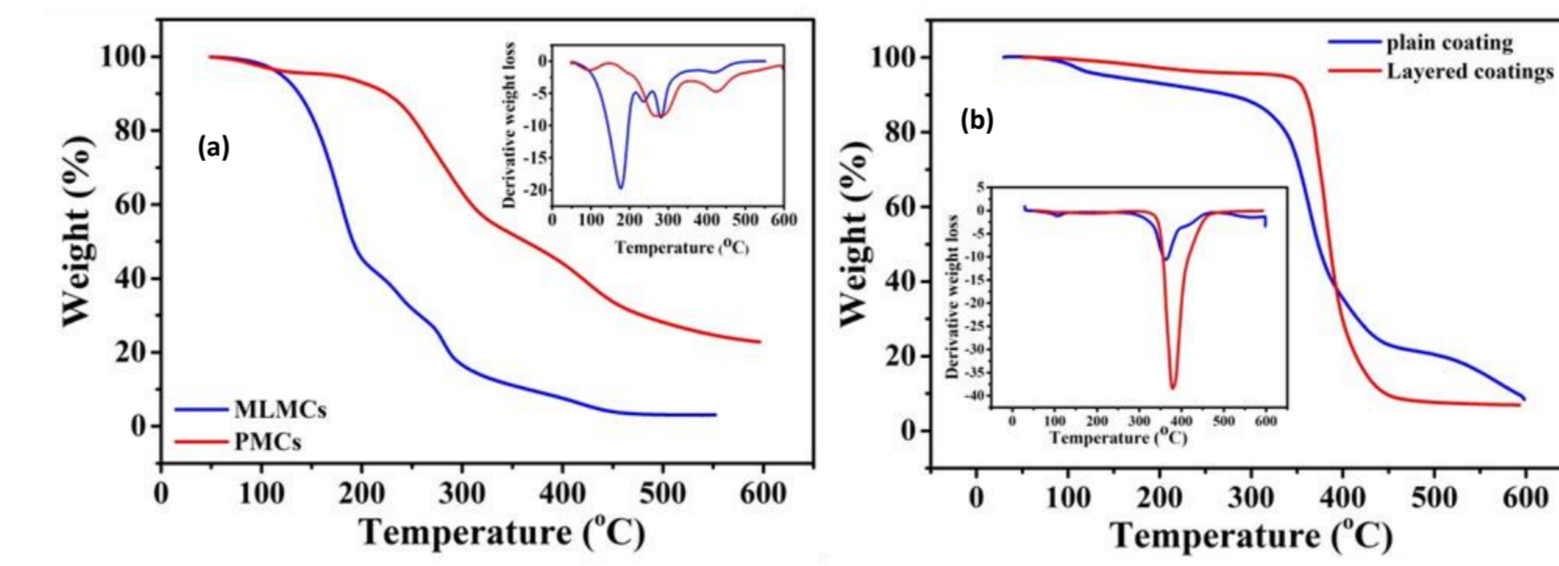 (a)
Weight (%)
100
80
60
40
20
0
0 100 200 300 400 500 600
Temperature (°C)
MLMCs
PMCs
Derivative weight loss
0
-5
-10
-15
-20
0 100 200 300 400 500 600
Temperature (°C)
(b)
Weight (%)
100
80
60
40
20
0
0 100 200 300 400 500 600
Temperature (°C)
plain coating
Layered coatings
Derivative weight loss
5
0
-5
-10
-15
-20
-25
-30
-35
-40
0 100 200 300 400 500 600
Temperature (°C)